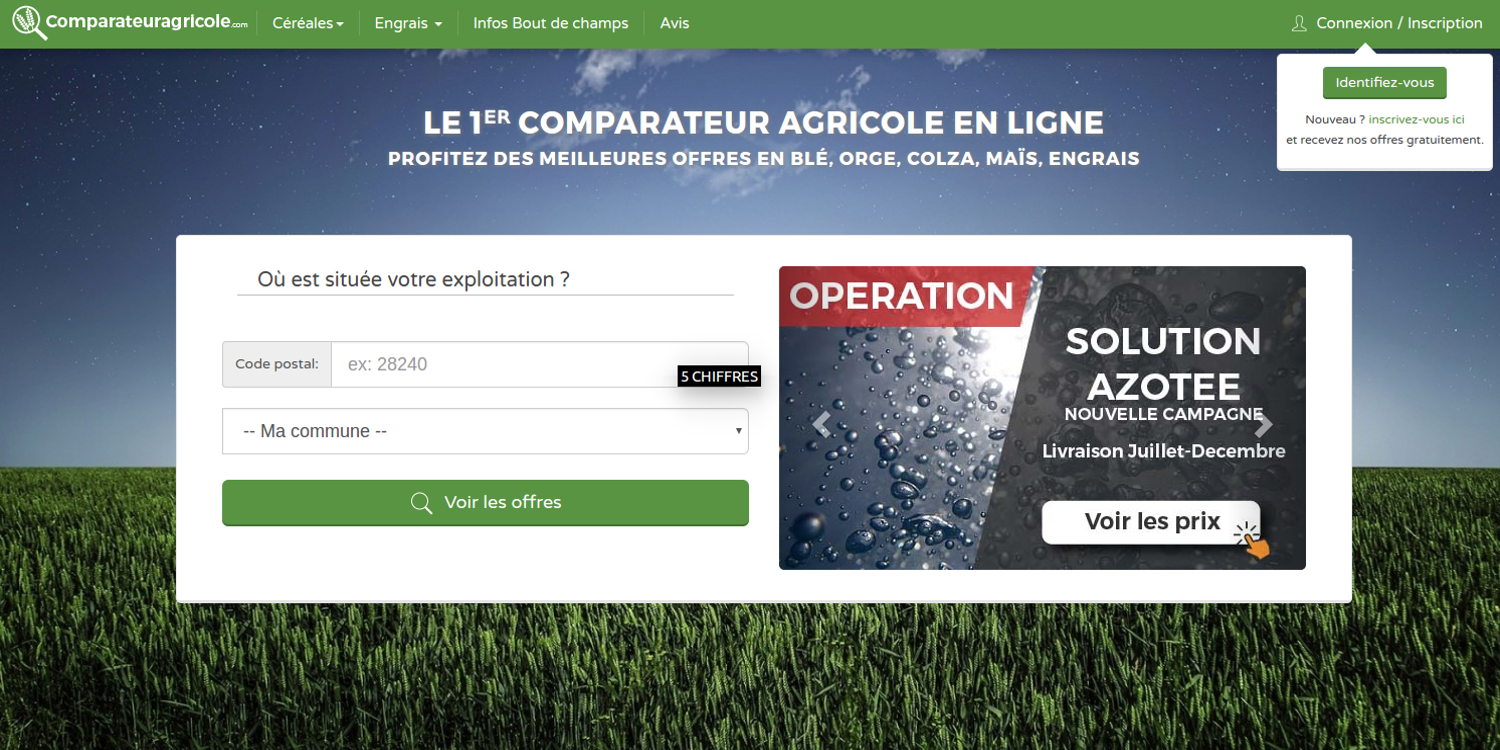 Comparateuragricole.com
Céréales
Engrais
Infos Bout de champs
Avis
Connexion / Inscription
Identifiez-vous
Nouveau ? inscrivez-vous ici
et recevez nos offres gratuitement.
LE 1ER COMPARATEUR AGRICOLE EN LIGNE
PROFITEZ DES MEILLEURES OFFRES EN BLÉ, ORGE, COLZA, MAÏS, ENGRAIS
Où est située votre exploitation ?
Code postal:
ex: 28240
5 CHIFFRES
-- Ma commune --
Voir les offres
OPERATION
SOLUTION
AZOTEE
NOUVELLE CAMPAGNE
Livraison Juillet-Decembre
Voir les prix